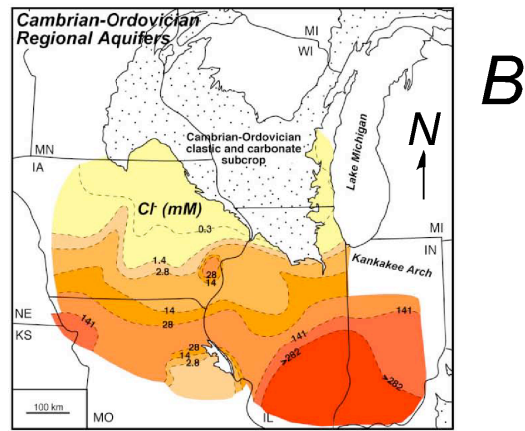 Cambrian-Ordovician
Regional Aquifers
B
MI
WI
Cambrian-Ordovician
clastic and carbonate
subcrop
Lake Michigan
N
MN
IA
Cl- (mM)
0.3
MI
IN
1.4
2.8
28
14
Kankakee Arch
14
28
141
141
141
NE
KS
>282
>282
28
14
2.8
100 km
MO
IL